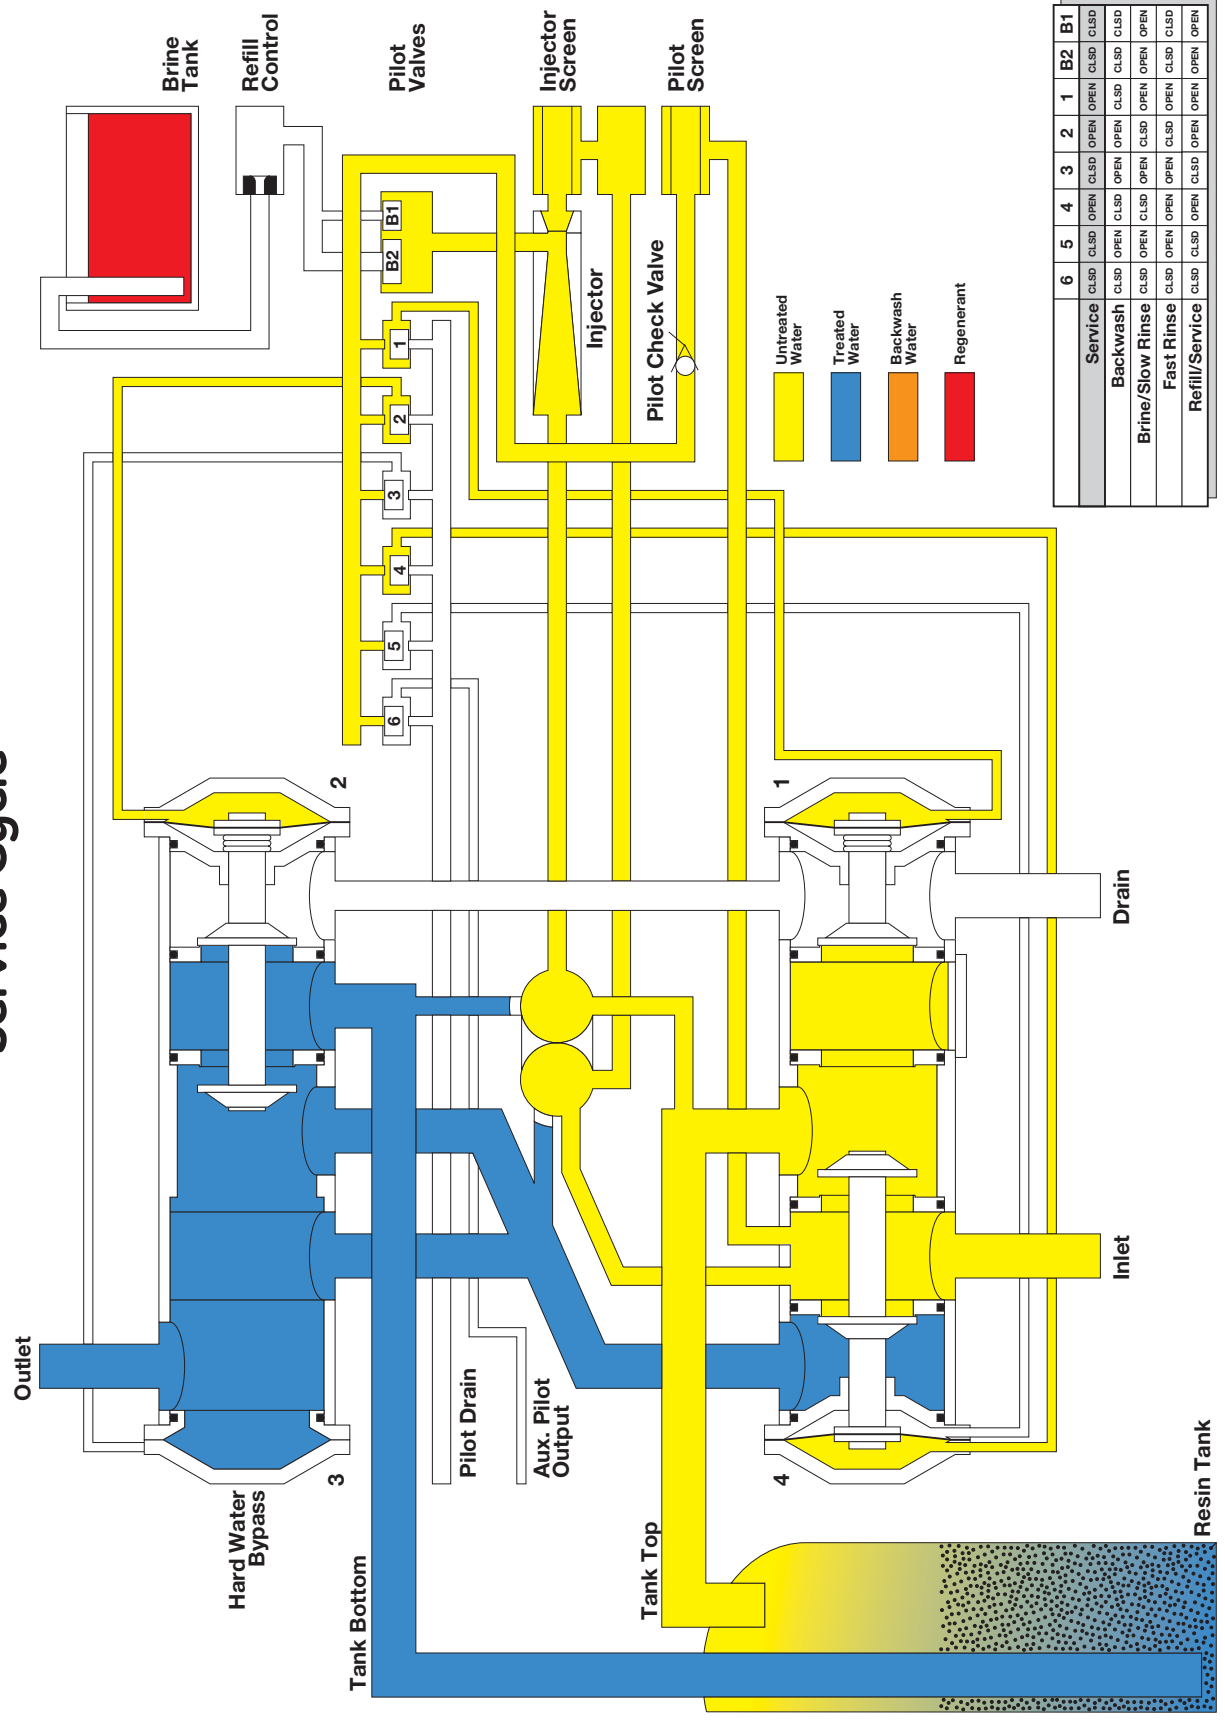 Service Cycle
Outlet
Brine
Tank
Refill
Control
Hard Water
Bypass
3
2
Pilot
Valves
6
5
4
3
2
1
B2
B1
Tank Bottom
Pilot Drain
Aux. Pilot
Output
Injector
Screen
Injector
Pilot Check Valve
Pilot
Screen
Tank Top
4
1
Untreated
Water
Treated
Water
Backwash
Water
Regenerant
Inlet
Drain
Resin Tank
6 5 4 3 2 1 B2 B1
Service CLSD CLSD OPEN CLSD OPEN OPEN CLSD CLSD
Backwash CLSD OPEN CLSD OPEN OPEN CLSD CLSD CLSD
Brine/Slow Rinse CLSD OPEN CLSD OPEN CLSD OPEN OPEN OPEN
Fast Rinse CLSD CLSD OPEN OPEN CLSD OPEN CLSD CLSD
Refill/Service OPEN CLSD OPEN CLSD OPEN OPEN OPEN OPEN